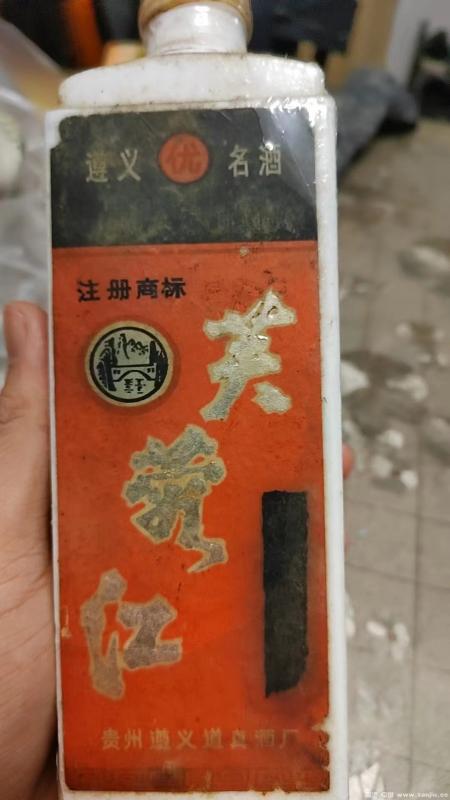 遵义 优 名酒
注册商标
芙蓉江
贵州遵义道真酒厂